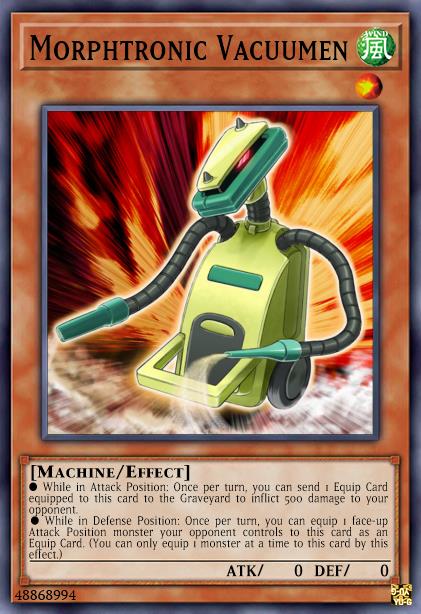 MORPHTRONIC VACUUMEN
WIND
風
[MACHINE/EFFECT]
● While in Attack Position: Once per turn, you can send 1 Equip Card
equipped to this card to the Graveyard to inflict 500 damage to your
opponent.
● While in Defense Position: Once per turn, you can equip 1 face-up
Attack Position monster your opponent controls to this card as an
Equip Card. (You can only equip 1 monster at a time to this card by this
effect.)
ATK/ 0 DEF/ 0
48868994